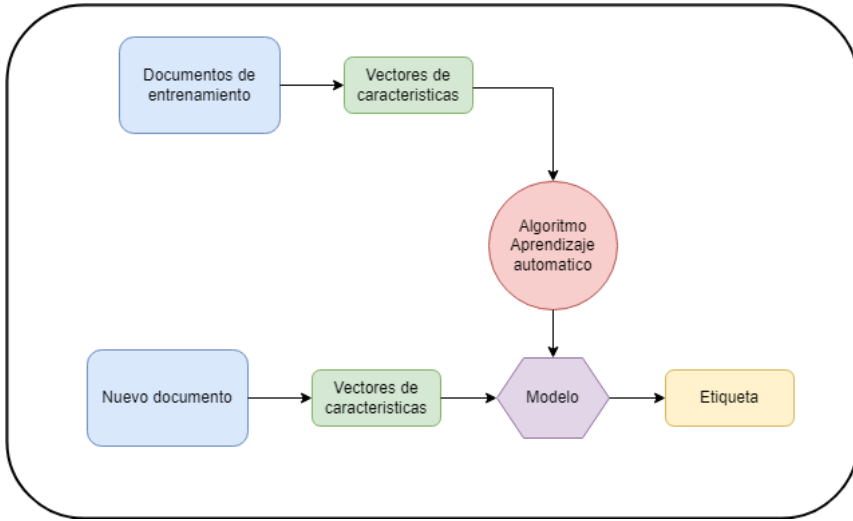 Documentos de
entrenamiento
Vectores de
caracteristicas
Algoritmo
Aprendizaje
automatico
Nuevo documento
Vectores de
caracteristicas
Modelo
Etiqueta